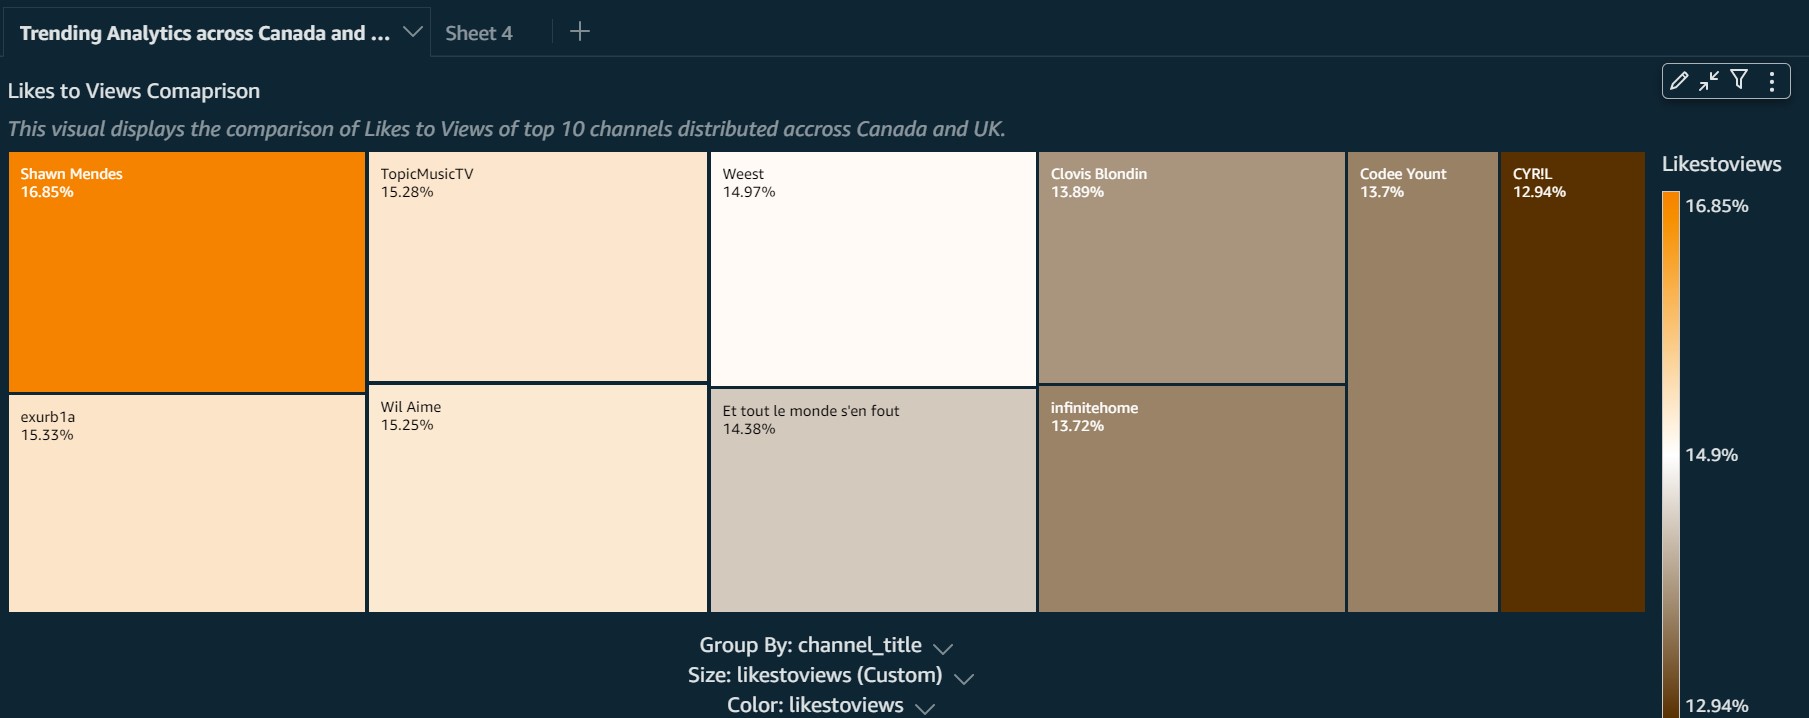 Trending Analytics across Canada and ...
Sheet 4
Likes to Views Comaprison
This visual displays the comparison of Likes to Views of top 10 channels distributed accross Canada and UK.
Shawn Mendes
16.85%
TopicMusicTV
15.28%
Weest
14.97%
Clovis Blondin
13.89%
Codee Yount
13.7%
CYR!L
12.94%
exurb1a
15.33%
Wil Aime
15.25%
Et tout le monde s'en fout
14.38%
infinitehome
13.72%
Likestoviews
16.85%
14.9%
12.94%
Group By: channel_title
Size: likestoviews (Custom)
Color: likestoviews